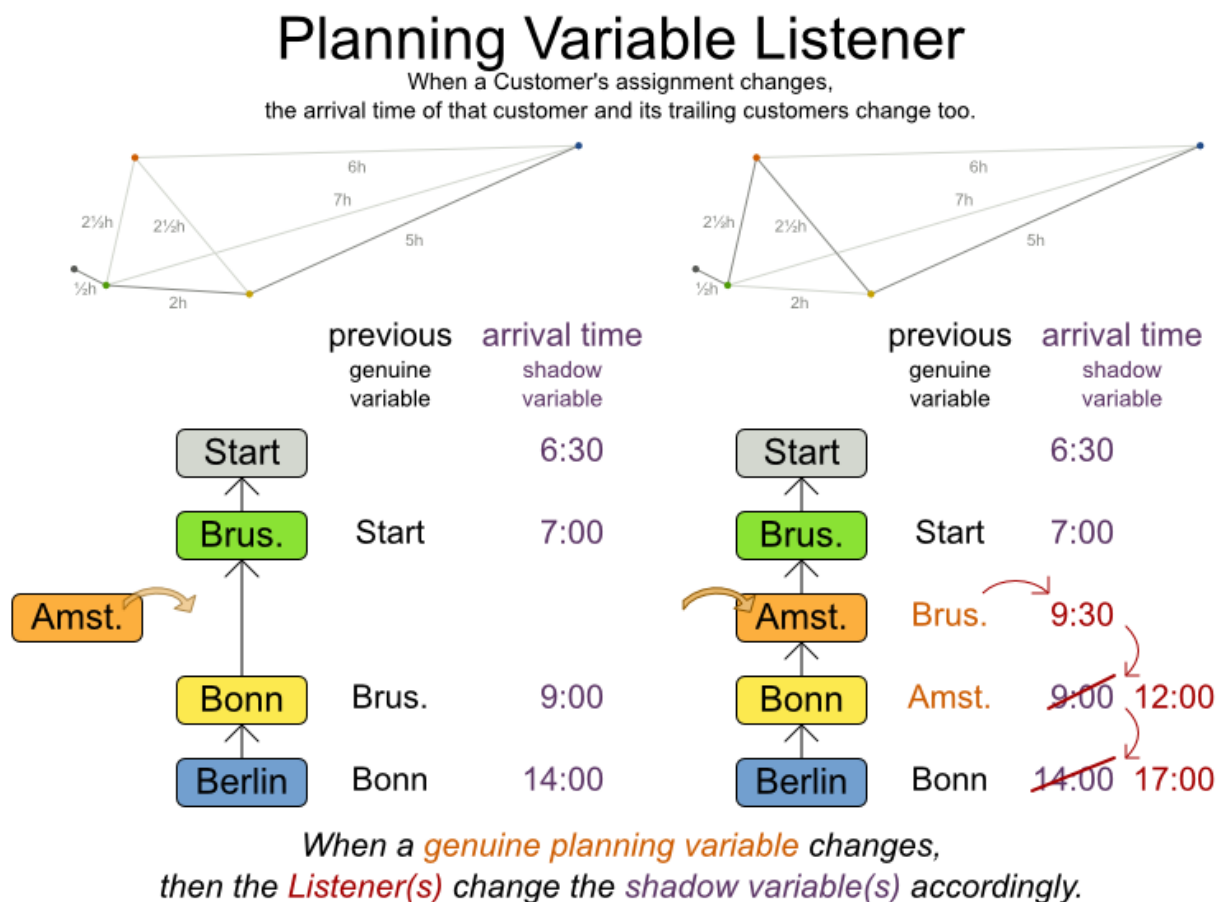 Planning Variable Listener
When a Customer's assignment changes,
the arrival time of that customer and its trailing customers change too.
6h
7h
2½h
2½h
5h
½h
2h
6h
7h
2½h
2½h
5h
½h
2h
previous arrival time
genuine shadow
variable variable
Start 6:30
Brus. Start 7:00
Amst.
Bonn Brus. 9:00
Berlin Bonn 14:00
previous arrival time
genuine shadow
variable variable
Start 6:30
Brus. Start 7:00
Amst. Brus. 9:30
Bonn Amst. 9:00 12:00
Berlin Bonn 14:00 17:00
When a genuine planning variable changes,
then the Listener(s) change the shadow variable(s) accordingly.